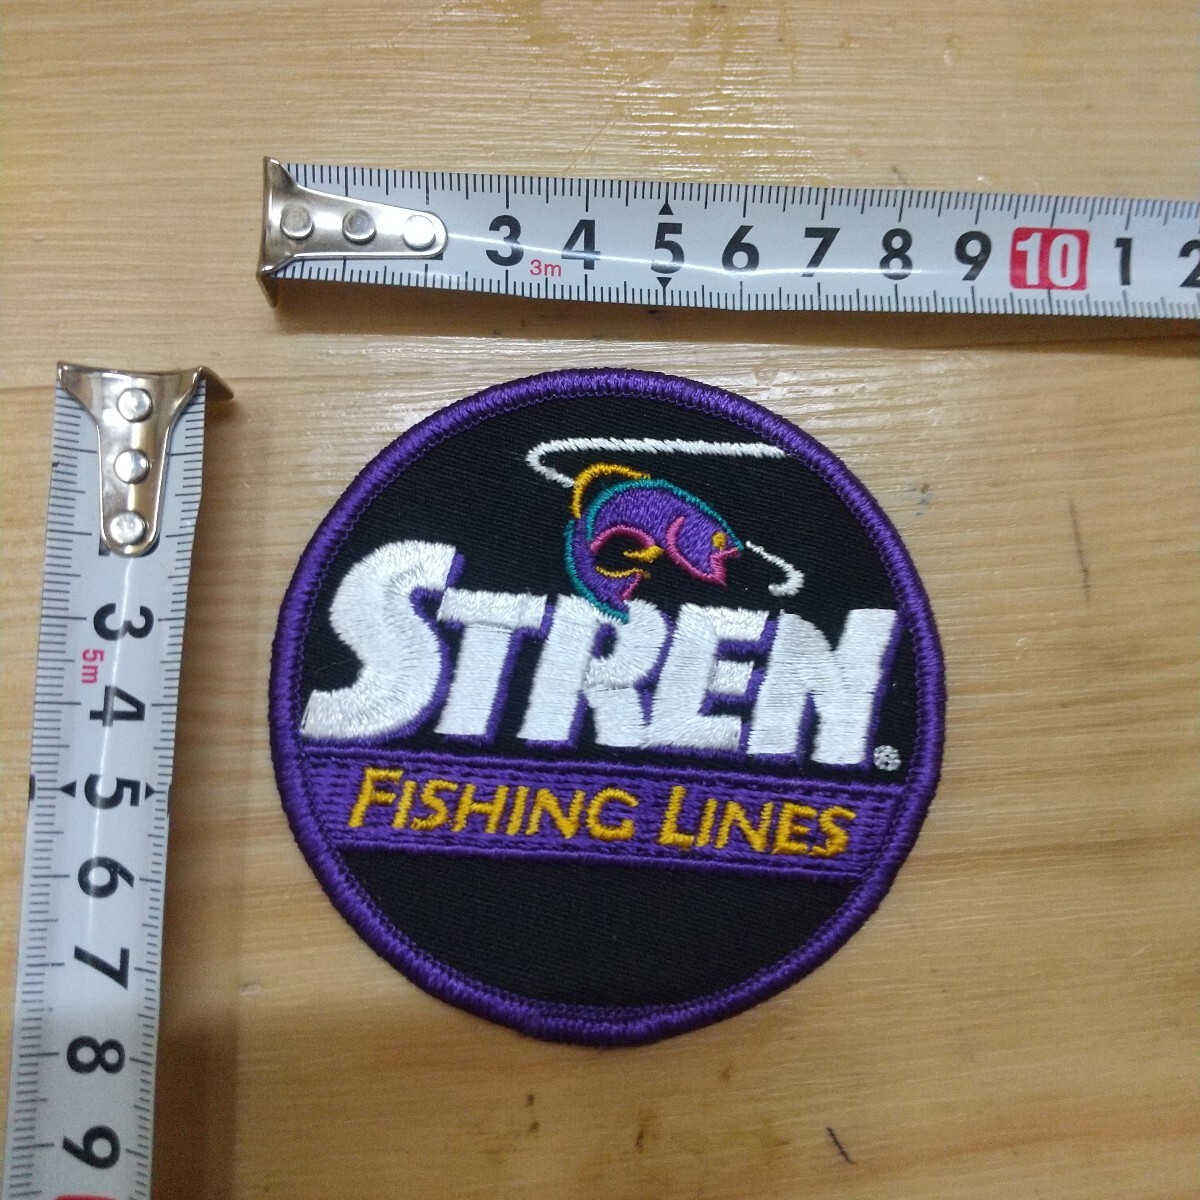 3 4 5 6 7 8 9 10 1 2
3m
3 4 5 6 7 8 9
5m
STREN®
FISHING LINES